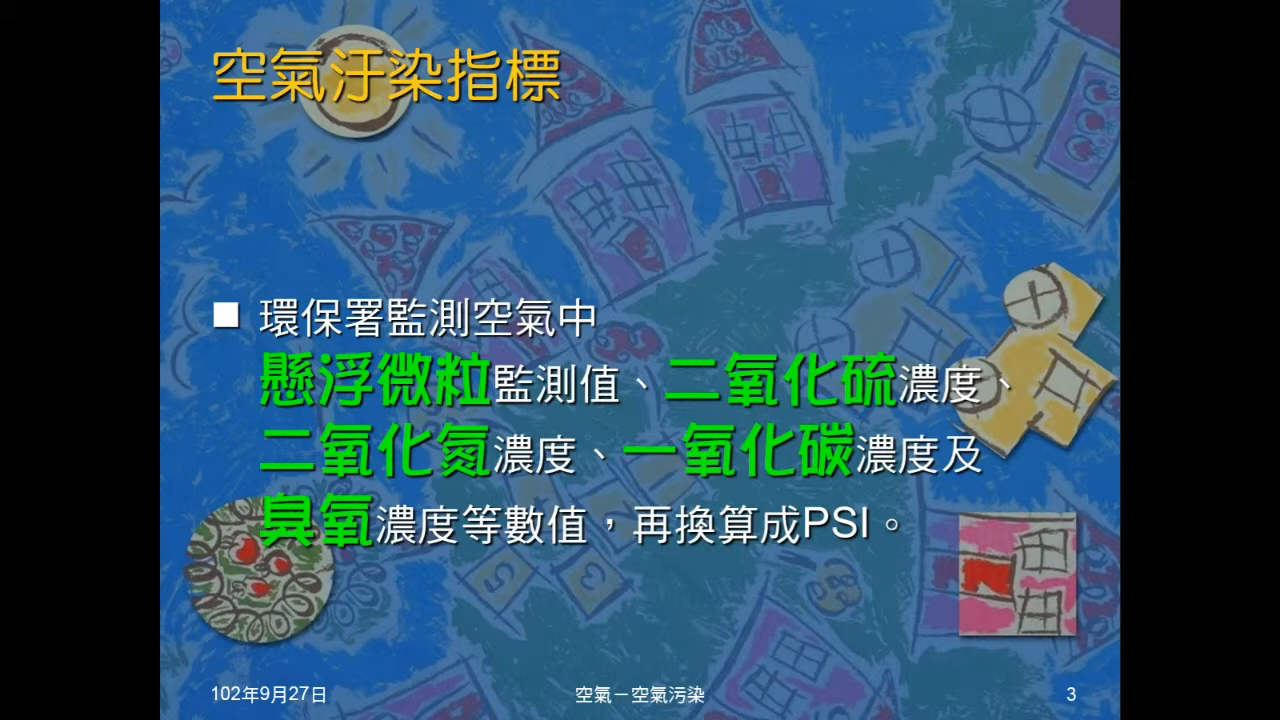 空氣汙染指標
■ 環保署監測空氣中
懸浮微粒監測值、二氧化硫濃度、
二氧化氮濃度、一氧化碳濃度及
臭氧濃度等數值，再換算成PSI。
102年9月27日
空氣－空氣污染
3